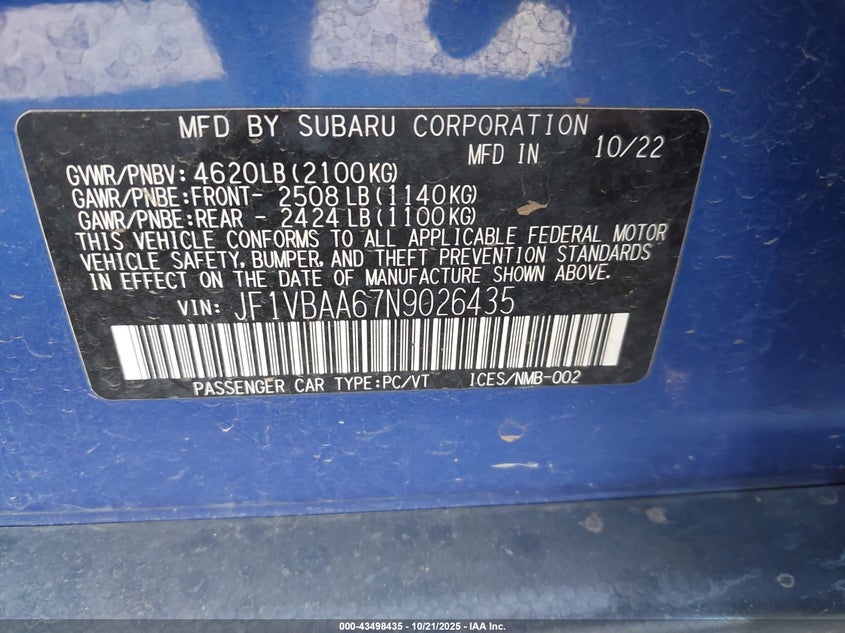 MFD BY SUBARU CORPORATION
MFD IN 10/22
GVWR/PNBV: 4620LB(2100KG)
GAWR/PNBE:FRONT- 2508LB(1140KG)
GAWR/PNBE:REAR - 2424LB(1100KG)
THIS VEHICLE CONFORMS TO ALL APPLICABLE FEDERAL MOTOR
VEHICLE SAFETY, BUMPER, AND THEFT PREVENTION STANDARDS
IN EFFECT ON THE DATE OF MANUFACTURE SHOWN ABOVE.
VIN: JF1VBAA67N9026435
PASSENGER CAR TYPE:PC/VT ICES/NMB-002
000-43498435 - 10/21/2025 - IAA Inc.